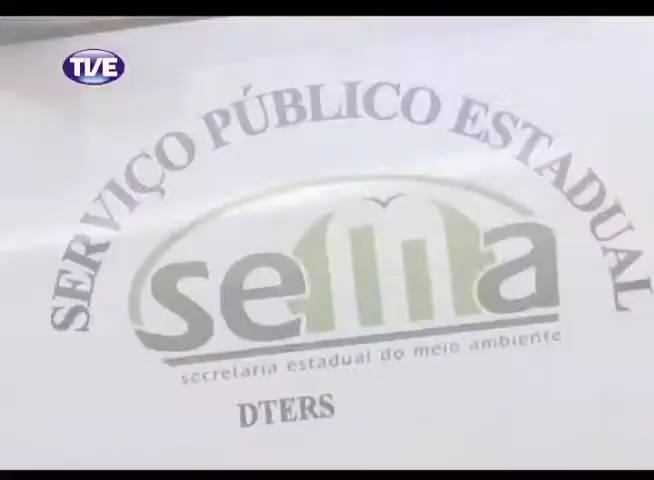 TVE
SERVIÇO PÚBLICO ESTADUAL
sema
secretaria estadual do meio ambiente
DTERS